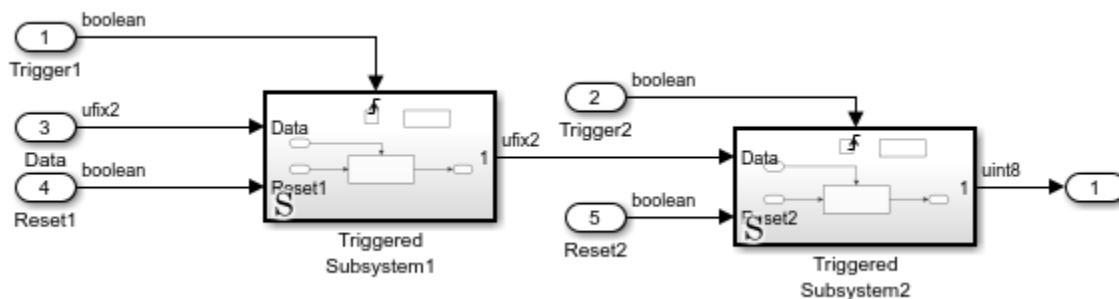 boolean
1
Trigger1
ufix2
3
Data
boolean
4
Reset1
Data
Reset1
S
1
Triggered
Subsystem1
ufix2
boolean
2
Trigger2
boolean
5
Reset2
Data
Reset2
S
1
Triggered
Subsystem2
uint8
1